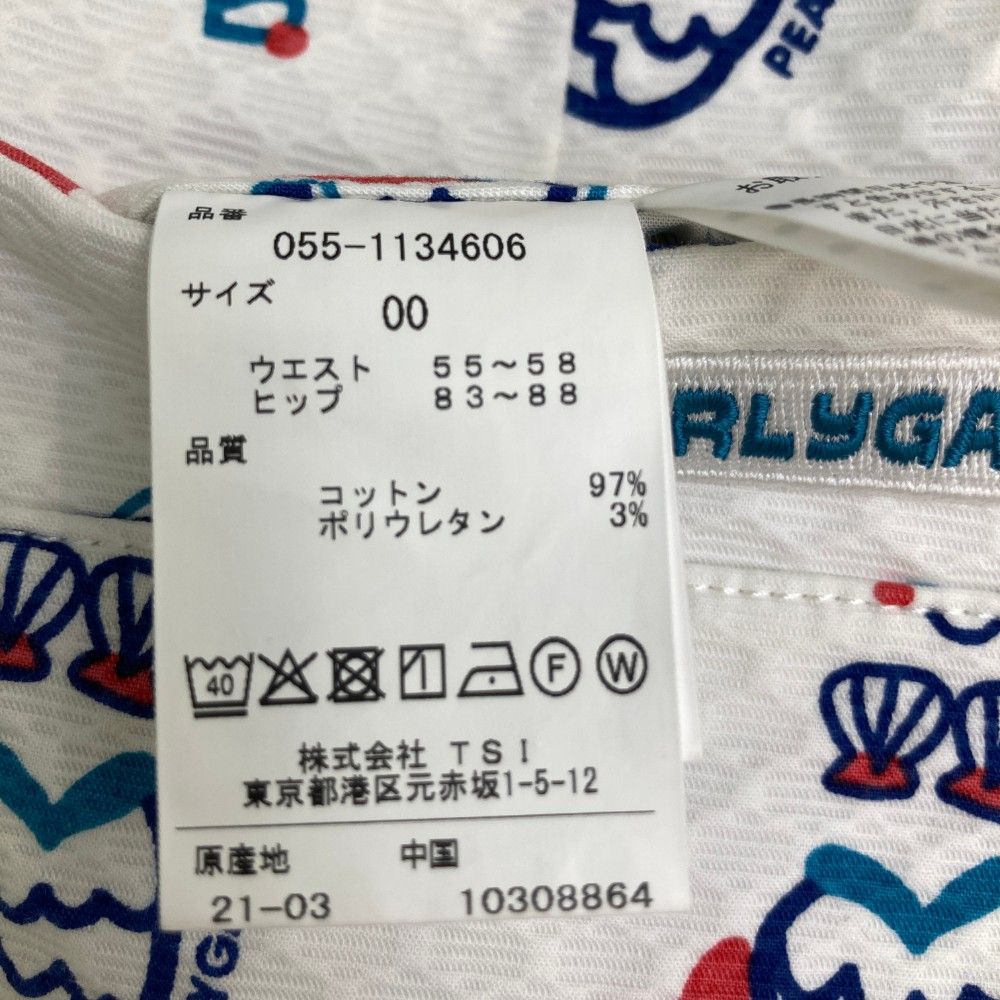 PEA
品番
055-1134606
サイズ
00
ウエスト 55~58
ヒップ 83~88
品質
コットン 97%
ポリウレタン 3%
40
F
W
株式会社 TSI
東京都港区元赤坂1-5-12
原産地 中国
21-03 10308864
RLYGA
お取